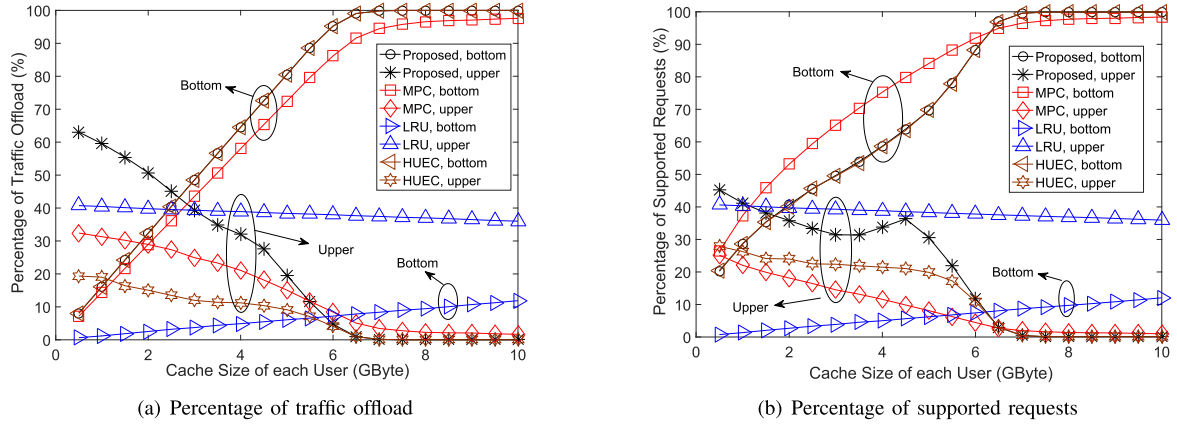 Percentage of Traffic Offload (%)
100
90
80
70
60
50
40
30
20
10
0
Bottom
Upper
Bottom
Proposed, bottom
Proposed, upper
MPC, bottom
MPC, upper
LRU, bottom
LRU, upper
HUEC, bottom
HUEC, upper
0 2 4 6 8 10
Cache Size of each User (GByte)
(a) Percentage of traffic offload
Percentage of Supported Requests (%)
100
90
80
70
60
50
40
30
20
10
0
Bottom
Upper
Bottom
Proposed, bottom
Proposed, upper
MPC, bottom
MPC, upper
LRU, bottom
LRU, upper
HUEC, bottom
HUEC, upper
0 2 4 6 8 10
Cache Size of each User (GByte)
(b) Percentage of supported requests